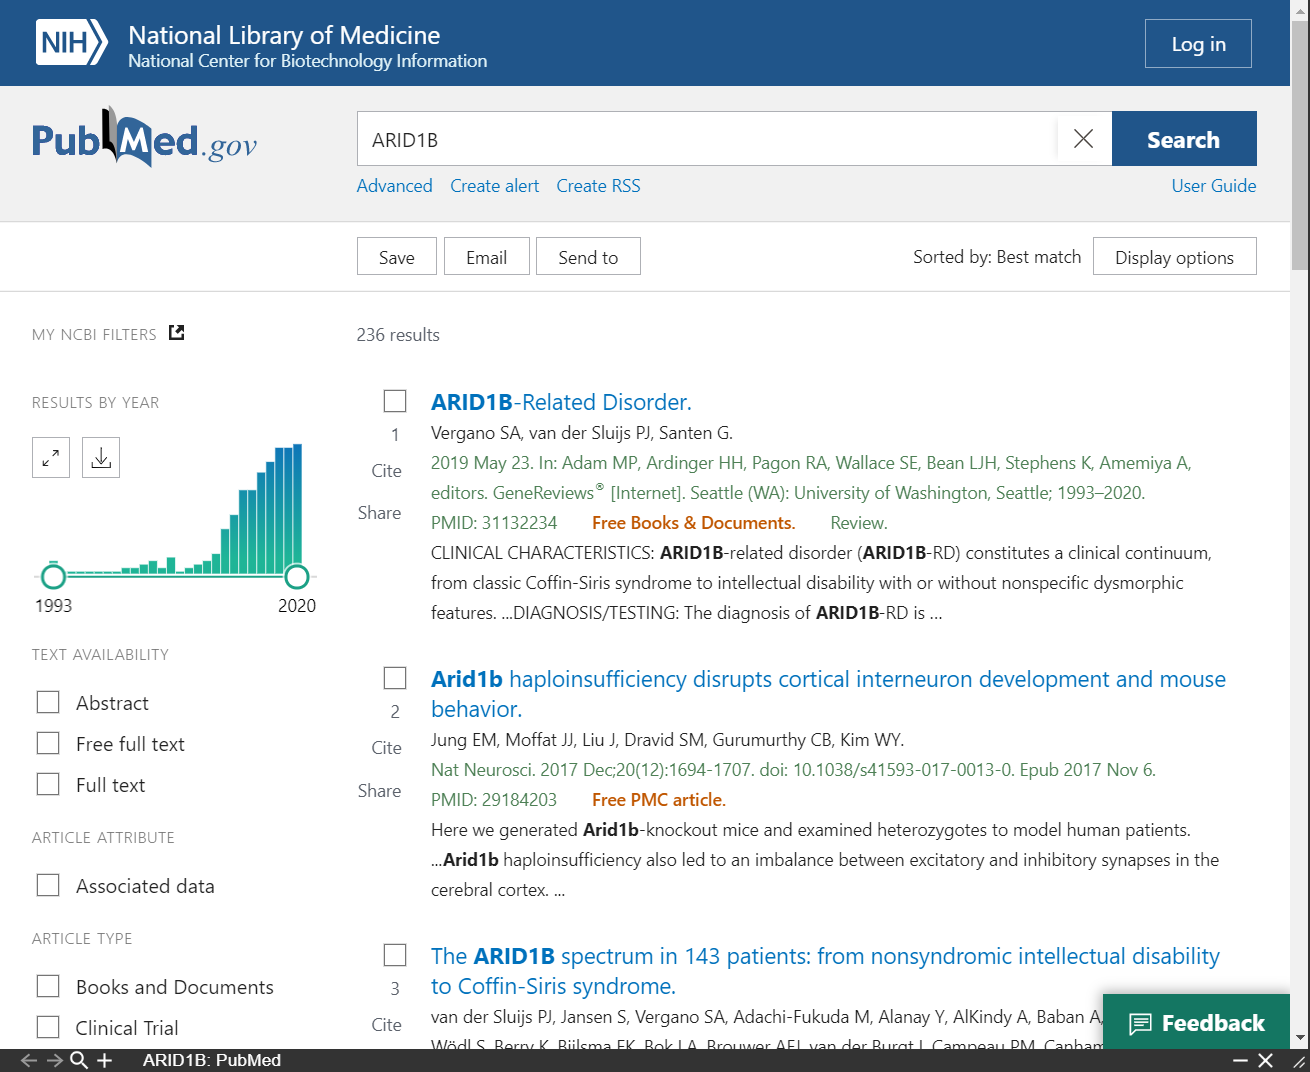 NIH
National Library of Medicine
National Center for Biotechnology Information
Log in
PubMed.gov
ARID1B
Search
Advanced Create alert Create RSS
User Guide
Save Email Send to
Sorted by: Best match
Display options
MY NCBI FILTERS
236 results
RESULTS BY YEAR
1993 2020
TEXT AVAILABILITY
Abstract
Free full text
Full text
ARTICLE ATTRIBUTE
Associated data
ARTICLE TYPE
Books and Documents
Clinical Trial
ARID1B-Related Disorder.
1
Cite
Share
Vergano SA, van der Sluijs PJ, Santen G.
2019 May 23. In: Adam MP, Ardinger HH, Pagon RA, Wallace SE, Bean LJH, Stephens K, Amemiya A,
editors. GeneReviews® [Internet]. Seattle (WA): University of Washington, Seattle; 1993–2020.
PMID: 31132234 Free Books & Documents. Review.
CLINICAL CHARACTERISTICS: ARID1B-related disorder (ARID1B-RD) constitutes a clinical continuum,
from classic Coffin-Siris syndrome to intellectual disability with or without nonspecific dysmorphic
features. ...DIAGNOSIS/TESTING: The diagnosis of ARID1B-RD is …
Arid1b haploinsufficiency disrupts cortical interneuron development and mouse
behavior.
2
Cite
Share
Jung EM, Moffat JJ, Liu J, Dravid SM, Gurumurthy CB, Kim WY.
Nat Neurosci. 2017 Dec;20(12):1694-1707. doi: 10.1038/s41593-017-0013-0. Epub 2017 Nov 6.
PMID: 29184203 Free PMC article.
Here we generated Arid1b-knockout mice and examined heterozygotes to model human patients.
...Arid1b haploinsufficiency also led to an imbalance between excitatory and inhibitory synapses in the
cerebral cortex. ...
The ARID1B spectrum in 143 patients: from nonsyndromic intellectual disability
to Coffin-Siris syndrome.
3
Cite
van der Sluijs PJ, Jansen S, Vergano SA, Adachi-Fukuda M, Alanay Y, AlKindy A, Baban A,
Wödl S, Berry K, Bijlsma EK, Bok LA, Brouwer AFJ, van der Burgt I, Campeau PM, Canham
Feedback
ARID1B: PubMed